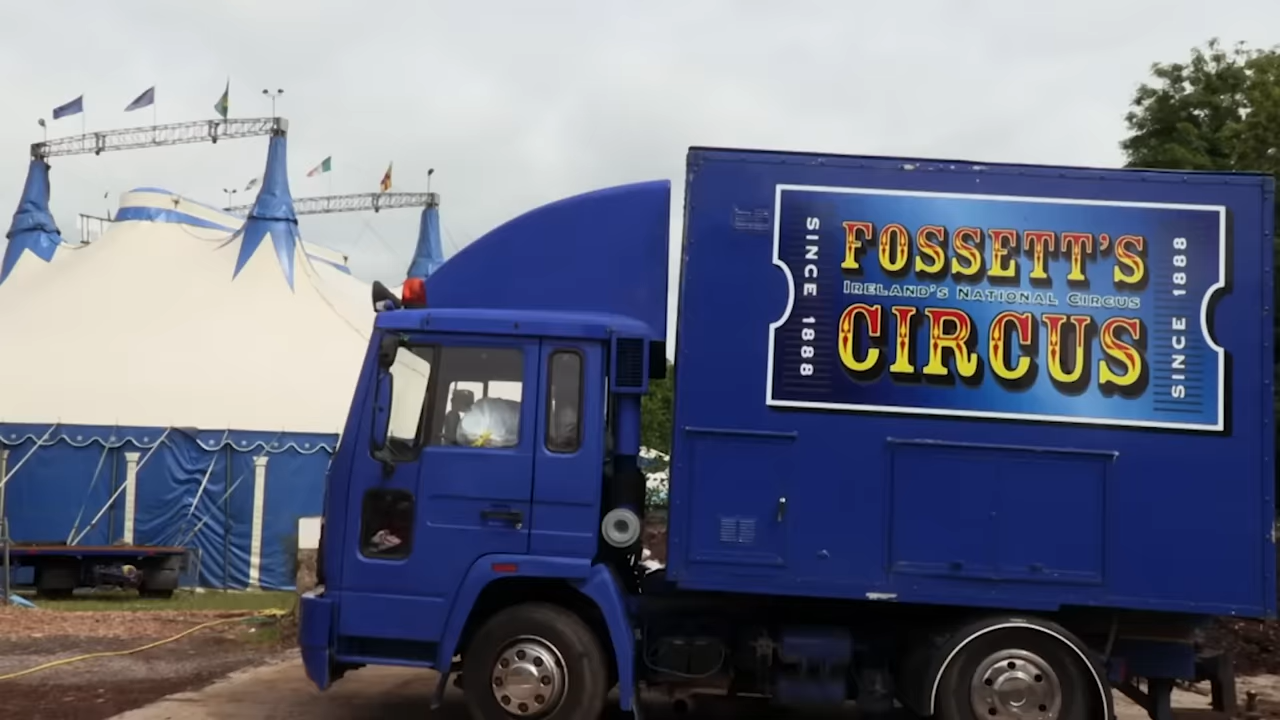 SINCE 1888
FOSSETT'S
IRELAND'S NATIONAL CIRCUS
CIRCUS
SINCE 1888